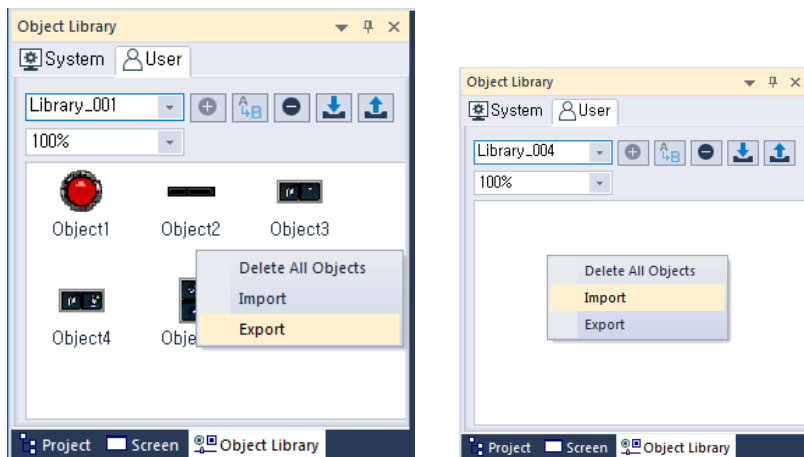 Object Library
System User
Library_001
A B
100%
Object1 Object2 Object3
Delete All Objects
Import
Export
Object4 Obje
Project Screen Object Library
Object Library
System User
Library_004
A B
100%
Delete All Objects
Import
Export
Project Screen Object Library